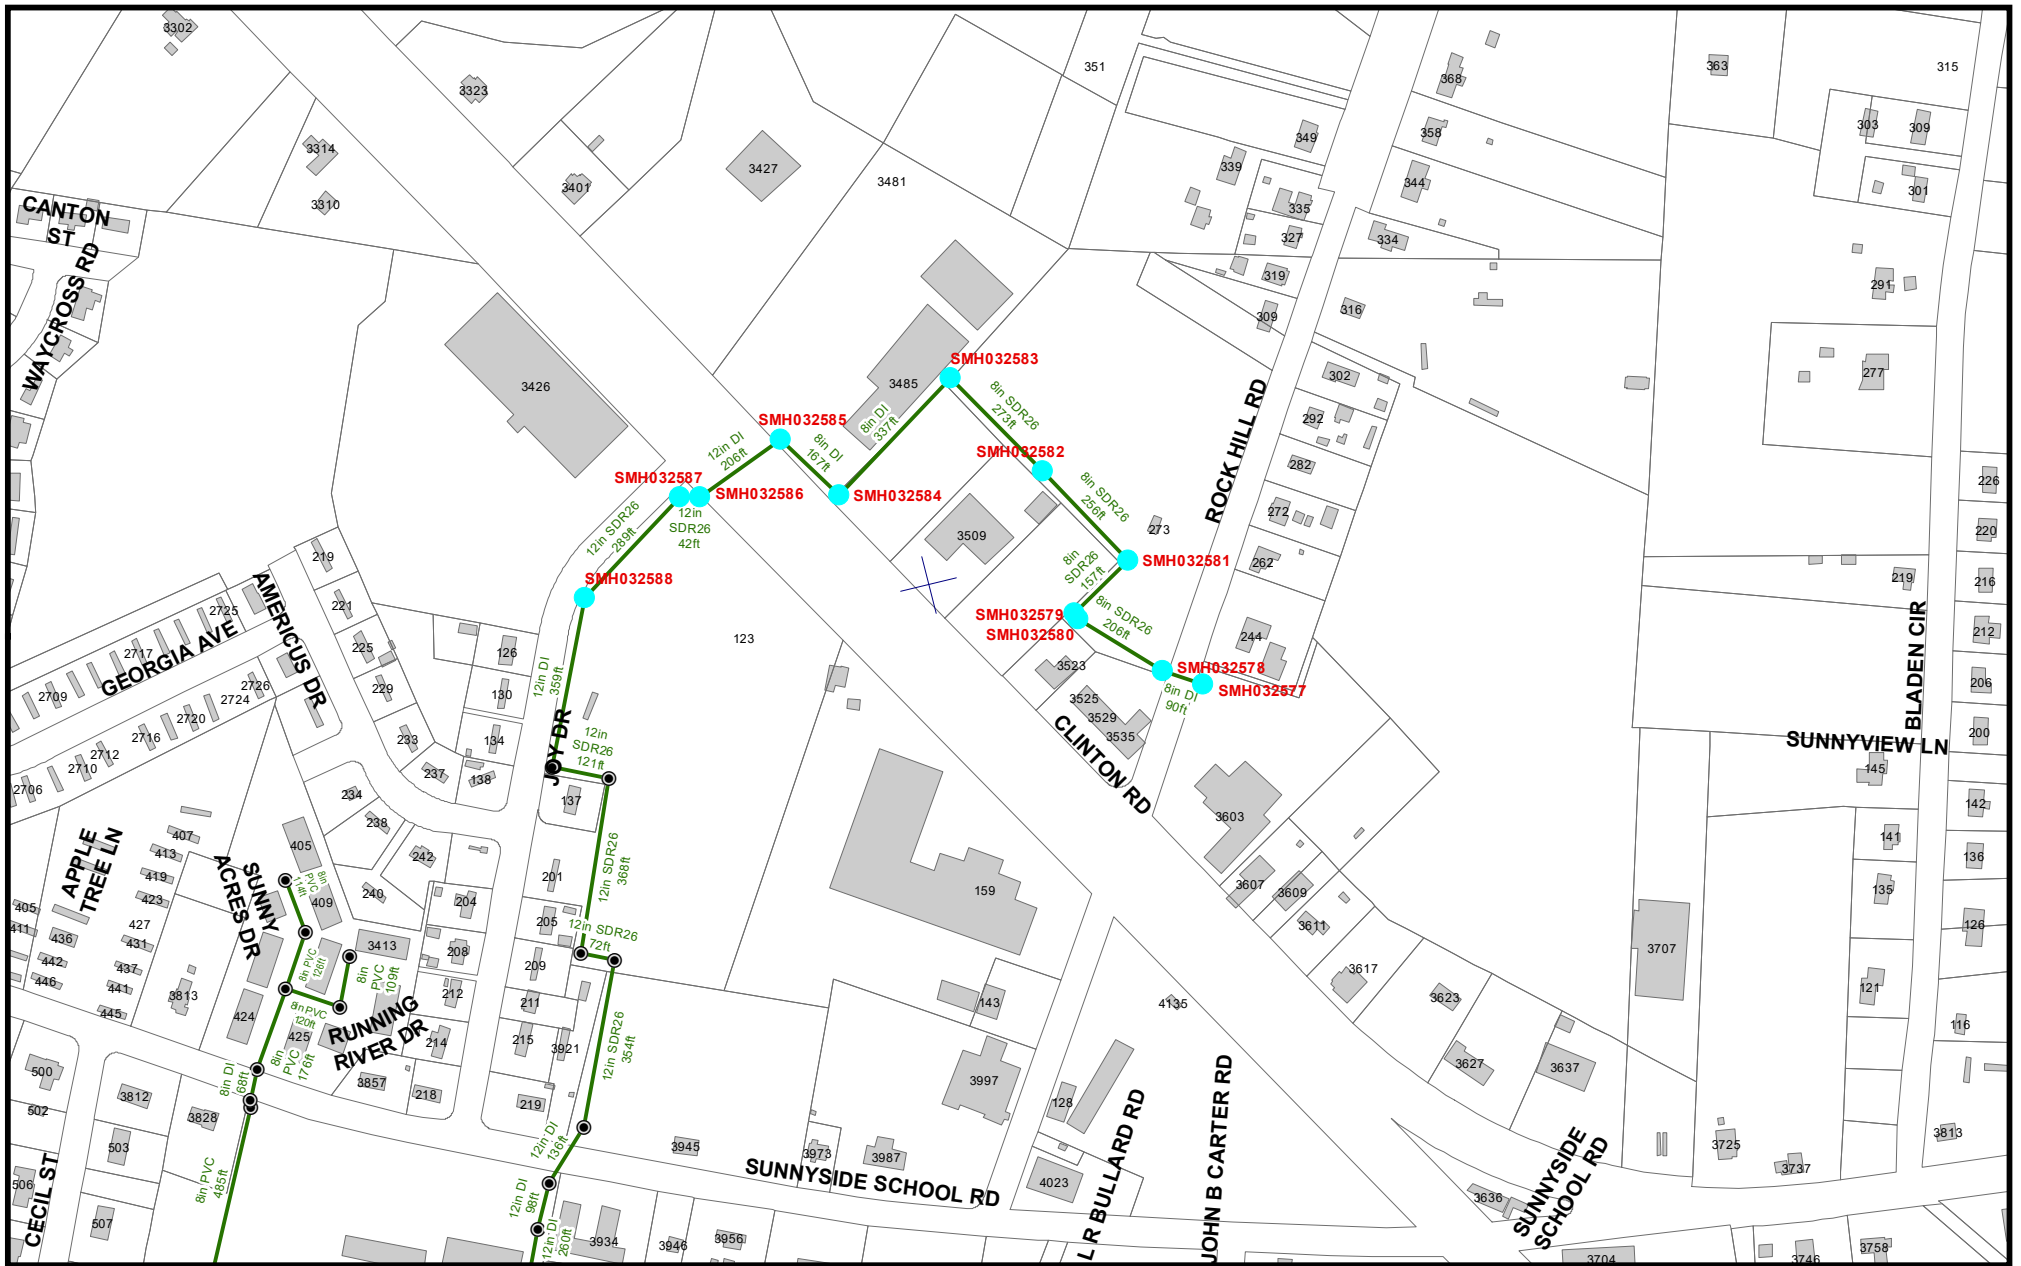 3302
3323
351
368
363
315
303
309
358
349
339
3314
3427
3481
344
301
3401
3310
335
CANTON
ST
327
334
WAYCROSS RD
319
291
309
316
SMH032583
277
302
3426
3485
8in SDR26
273ft
8in DI
337ft
ROCK HILL RD
SMH032585
292
12in DI
206ft
8in DI
167ft
SMH032582
282
226
SMH032587
SMH032586
SMH032584
8in SDR26
256ft
12in
SDR26
42ft
12in SDR26
289ft
272
220
273
3509
219
SMH032581
262
8in
SDR26
157ft
SMH032588
219
216
AMERICUS DR
221
2725
SMH032579
8in SDR26
206ft
SMH032580
BLADEN CIR
212
GEORGIA AVE
2717
225
126
123
244
2709
2726
2724
229
130
12in DI
359ft
3523
SMH032578
SMH032577
8in DI
90ft
206
2720
2716
233
134
JOY DR
12in
SDR26
121ft
3525
3529
3535
CLINTON RD
200
SUNNYVIEW LN
2712
2710
2706
237
138
145
234
137
142
238
3603
141
APPLE
TREE LN
407
405
413
242
12in SDR26
368ft
136
SUNNY
ACRES DR
419
8in
PVC
114ft
201
159
3607
3609
135
423
409
240
204
405
427
205
3611
126
411
436
431
3413
12in SDR26
72ft
208
3707
442
437
8in PVC
128ft
8in
PVC
109ft
209
3617
446
441
3813
212
211
143
4135
3623
121
445
424
8in PVC
120ft
RUNNING
RIVER DR
425
214
215
3921
12in SDR26
354ft
116
500
8in
PVC
176ft
3857
218
219
3997
3627
3637
8in DI
68ft
3812
3828
128
502
503
12in DI
136ft
3945
3973
3987
3725
3813
3737
506
CECIL ST
8in PVC
485ft
SUNNYSIDE SCHOOL RD
4023
L R BULLARD RD
JOHN B CARTER RD
3636
SUNNYSIDE
SCHOOL RD
12in DI
98ft
507
12in DI
260ft
3934
3946
3956
3704
3746
3758